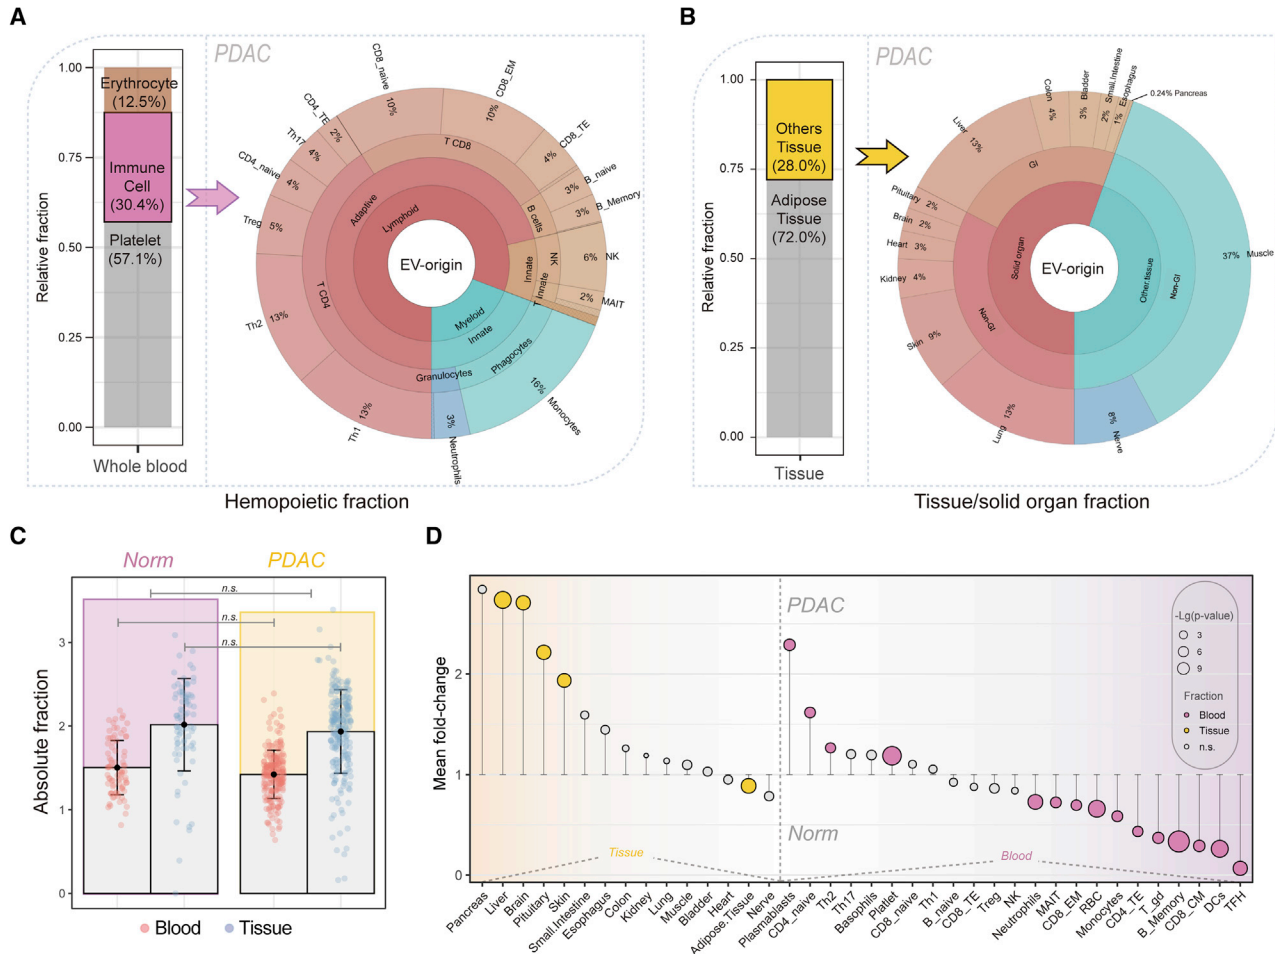 A
PDAC
1.00
0.75
0.50
0.25
0.00
Relative fraction
Erythrocyte
(12.5%)
Immune
Cell
(30.4%)
Platelet
(57.1%)
Whole blood
EV-origin
Lymphoid
Adaptive
T CD8
T CD4
B cells
Innate
NK
T Innate
Myeloid
Innate
Granulocytes
Phagocytes
CD8_naive
10%
CD8_EM
10%
CD8_TE
4%
B_naive
3%
B_Memory
3%
NK
6%
MAIT
2%
Monocytes
16%
Neutrophils
3%
Th1
13%
Th2
13%
Treg
5%
CD4_naive
4%
Th17
4%
CD4_TE
2%
Hemopoietic fraction
B
PDAC
1.00
0.75
0.50
0.25
0.00
Relative fraction
Others
Tissue
(28.0%)
Adipose
Tissue
(72.0%)
Tissue
EV-origin
Solid organ
GI
Non-GI
Other.tissue
Non-GI
Liver
13%
Colon
4%
Bladder
3%
Small.Intestine
2%
Esophagus
1%
0.24% Pancreas
37% Muscle
Nerve
8%
Lung
13%
Skin 9%
Kidney 4%
Heart 3%
Brain 2%
Pituitary 2%
Tissue/solid organ fraction
C
Norm
PDAC
n.s.
n.s.
n.s.
3
2
1
0
Absolute fraction
Blood
Tissue
D
PDAC
Norm
Tissue
Blood
2
1
0
Mean fold-change
-Lg(p-value)
3
6
9
Fraction
Blood
Tissue
n.s.
Pancreas
Liver
Brain
Pituitary
Skin
Small.Intestine
Esophagus
Colon
Kidney
Lung
Muscle
Bladder
Heart
Adipose.Tissue
Nerve
Plasmablasts
CD4_naive
Th2
Th17
Basophils
Platlet
CD8_naive
Th1
B_naive
CD8_TE
Treg
NK
Neutrophils
MAIT
CD8_EM
RBC
Monocytes
CD4_TE
T_gd
B_Memory
CD8_CM
DCs
TFH